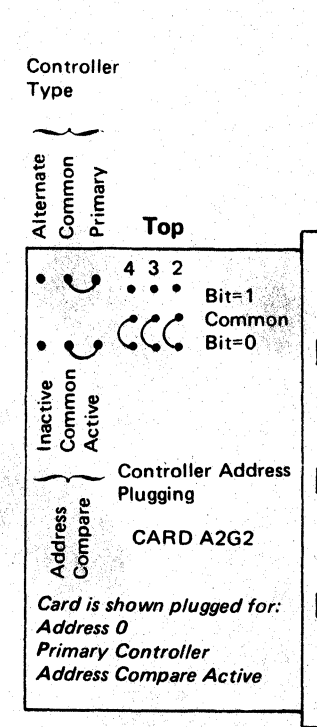 Controller
Type
Alternate
Common
Primary
Top
4 3 2
Bit=1
Common
Bit=0
Inactive
Common
Active
Address
Compare
Controller Address
Plugging
CARD A2G2
Card is shown plugged for:
Address 0
Primary Controller
Address Compare Active